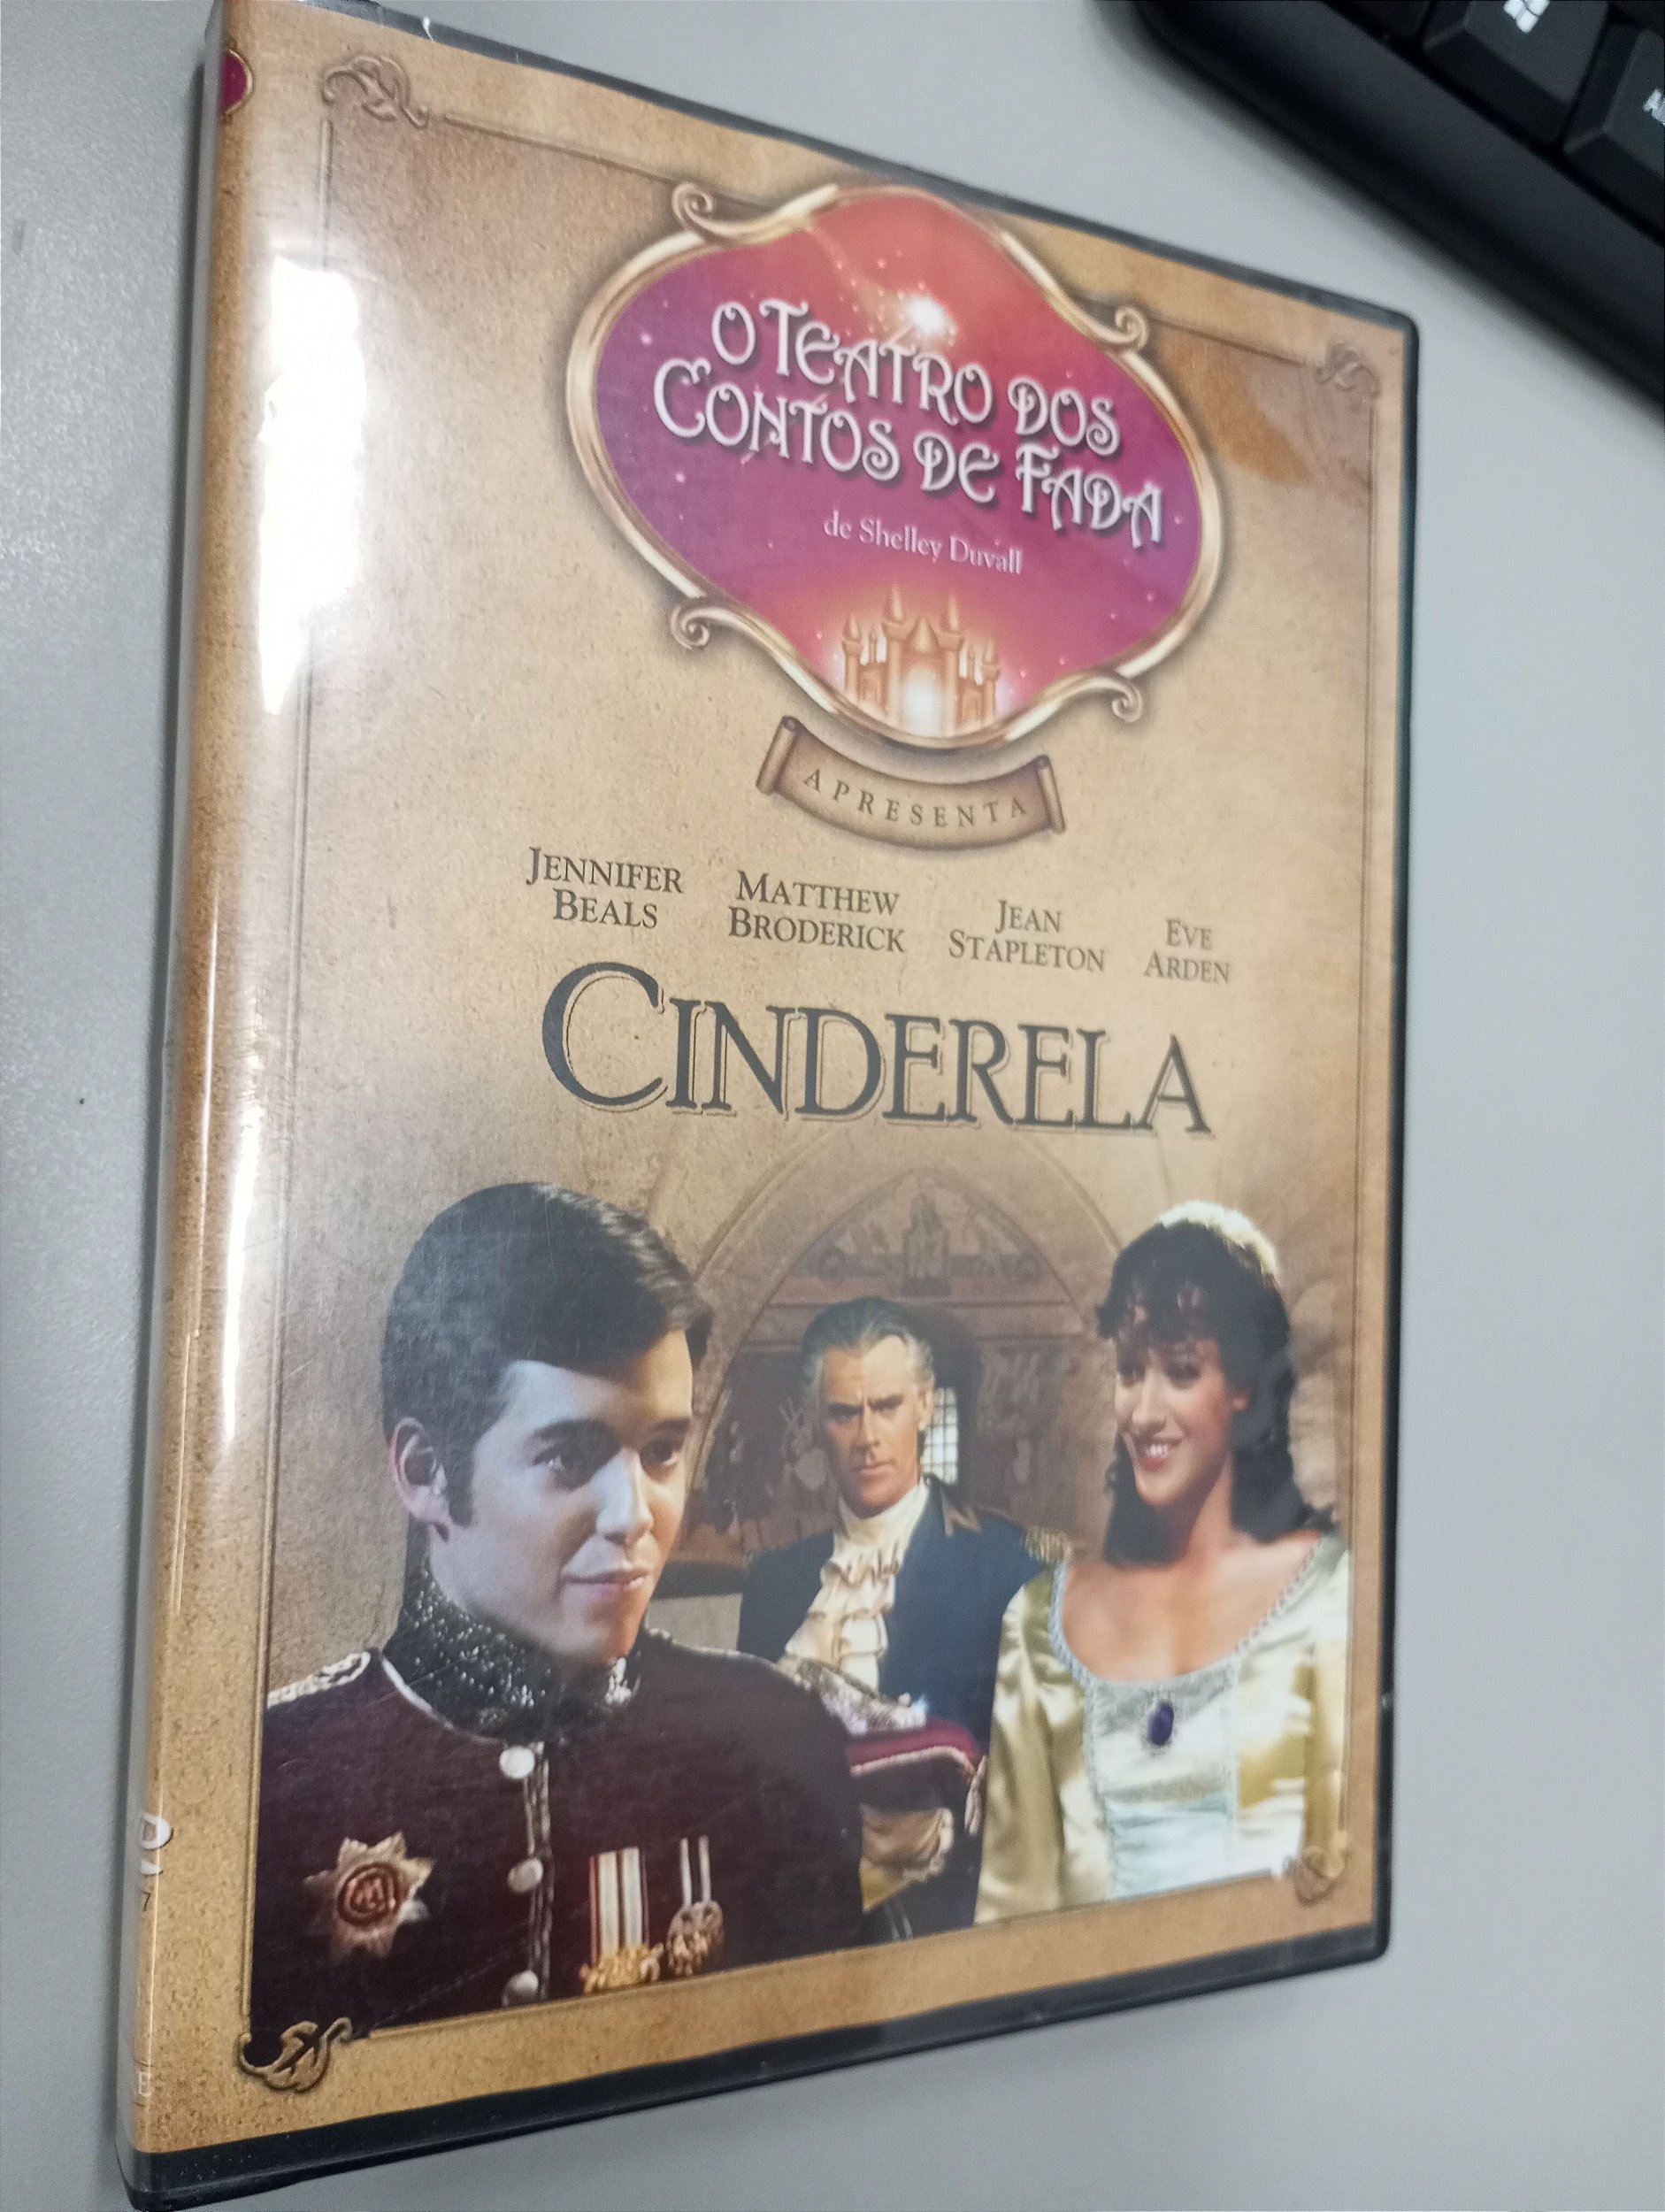 O TEATRO DOS
CONTOS DE FADA
de Shelley Duvall
APRESENTA
JENNIFER
BEALS
MATTHEW
BRODERICK
JEAN
STAPLETON
EVE
ARDEN
CINDERELA